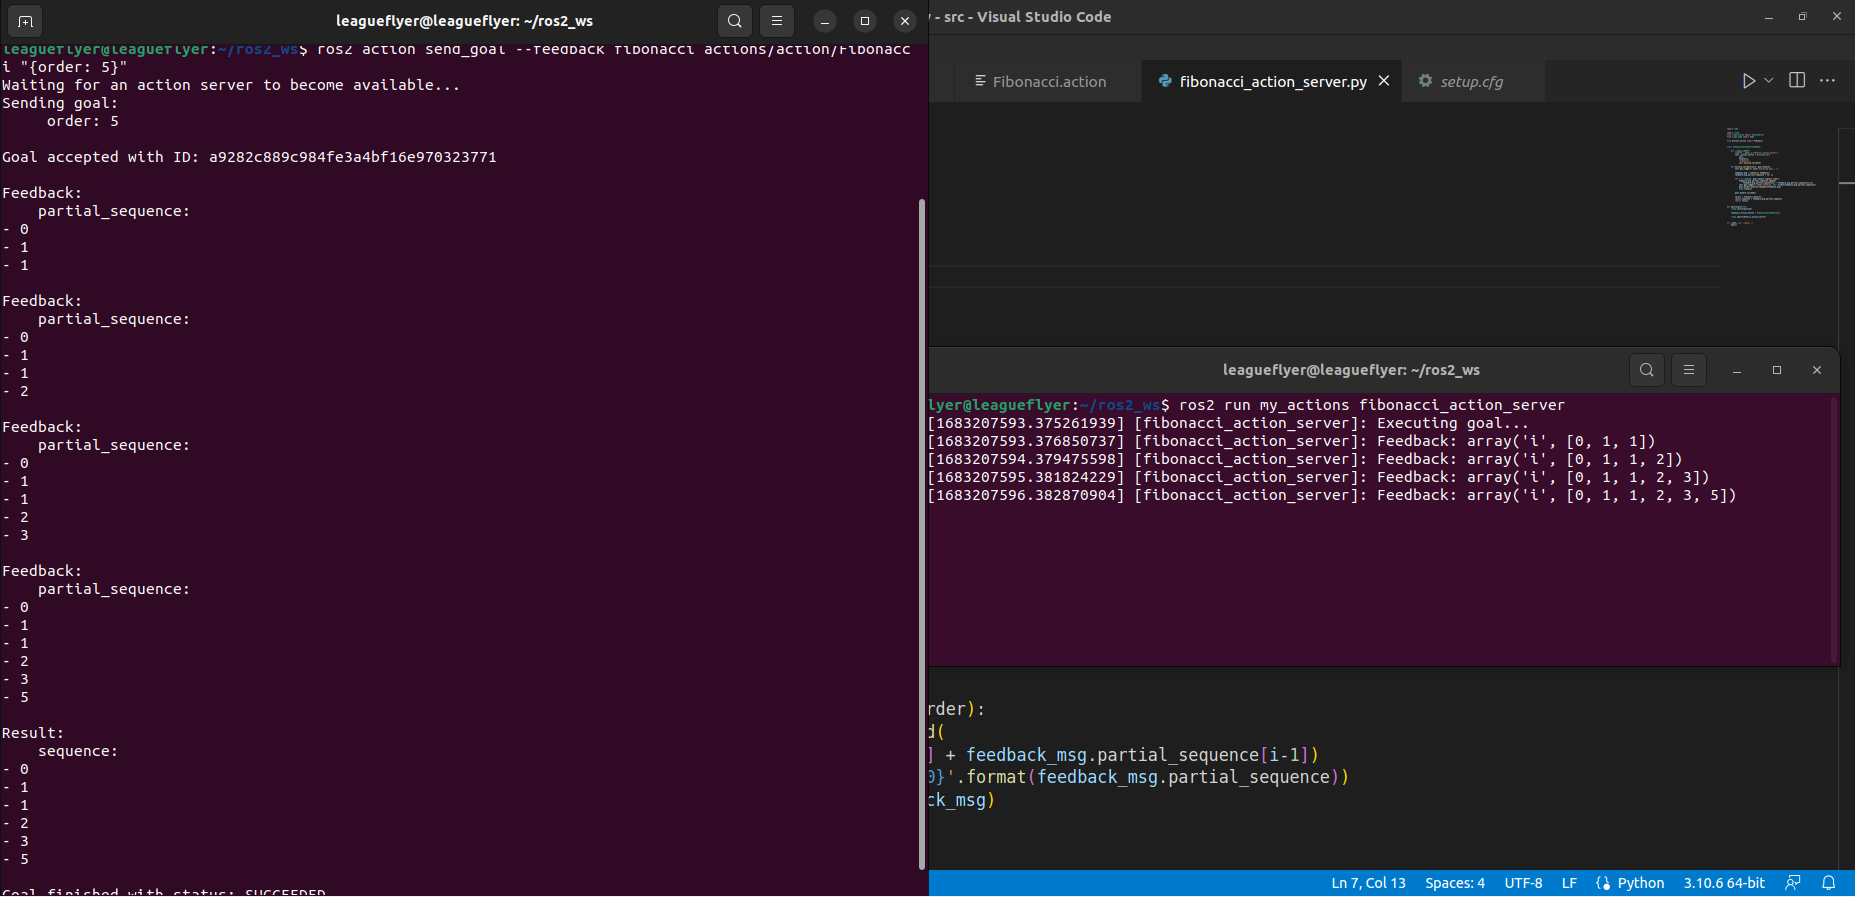 leagueflyer@leagueflyer: ~/ros2_ws
leagueflyer@leagueflyer:~/ros2_ws$ ros2 action send_goal --feedback fibonacci actions/action/Fibonacc
i "{order: 5}"
Waiting for an action server to become available...
Sending goal:
order: 5
Goal accepted with ID: a9282c889c984fe3a4bf16e970323771
Feedback:
partial_sequence:
- 0
- 1
- 1
Feedback:
partial_sequence:
- 0
- 1
- 1
- 2
Feedback:
partial_sequence:
- 0
- 1
- 1
- 2
- 3
Feedback:
partial_sequence:
- 0
- 1
- 1
- 2
- 3
- 5
Result:
sequence:
- 0
- 1
- 1
- 2
- 3
- 5
Goal finished with status: SUCCEEDED
- src - Visual Studio Code
Fibonacci.action
fibonacci_action_server.py
setup.cfg
leagueflyer@leagueflyer: ~/ros2_ws
lyer@leagueflyer:~/ros2_ws$ ros2 run my_actions fibonacci_action_server
[1683207593.375261939] [fibonacci_action_server]: Executing goal...
[1683207593.376850737] [fibonacci_action_server]: Feedback: array('i', [0, 1, 1])
[1683207594.379475598] [fibonacci_action_server]: Feedback: array('i', [0, 1, 1, 2])
[1683207595.381824229] [fibonacci_action_server]: Feedback: array('i', [0, 1, 1, 2, 3])
[1683207596.382870904] [fibonacci_action_server]: Feedback: array('i', [0, 1, 1, 2, 3, 5])
rder):
d(
] + feedback_msg.partial_sequence[i-1])
0}'.format(feedback_msg.partial_sequence))
ck_msg)
Ln 7, Col 13 Spaces: 4 UTF-8 LF Python 3.10.6 64-bit